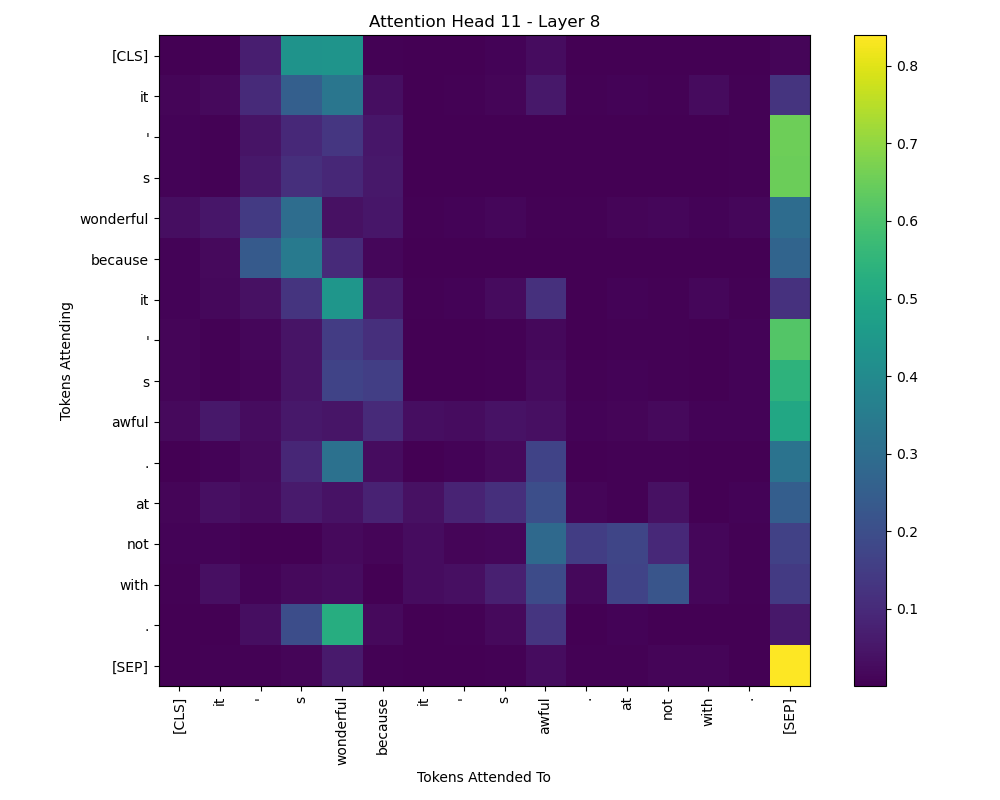 Attention Head 11 - Layer 8
[CLS]
it
'
s
wonderful
because
it
'
s
awful
.
at
not
with
.
[SEP]
Tokens Attending
[CLS] it ' s wonderful because it ' s awful . at not with . [SEP]
Tokens Attended To
0.8
0.7
0.6
0.5
0.4
0.3
0.2
0.1